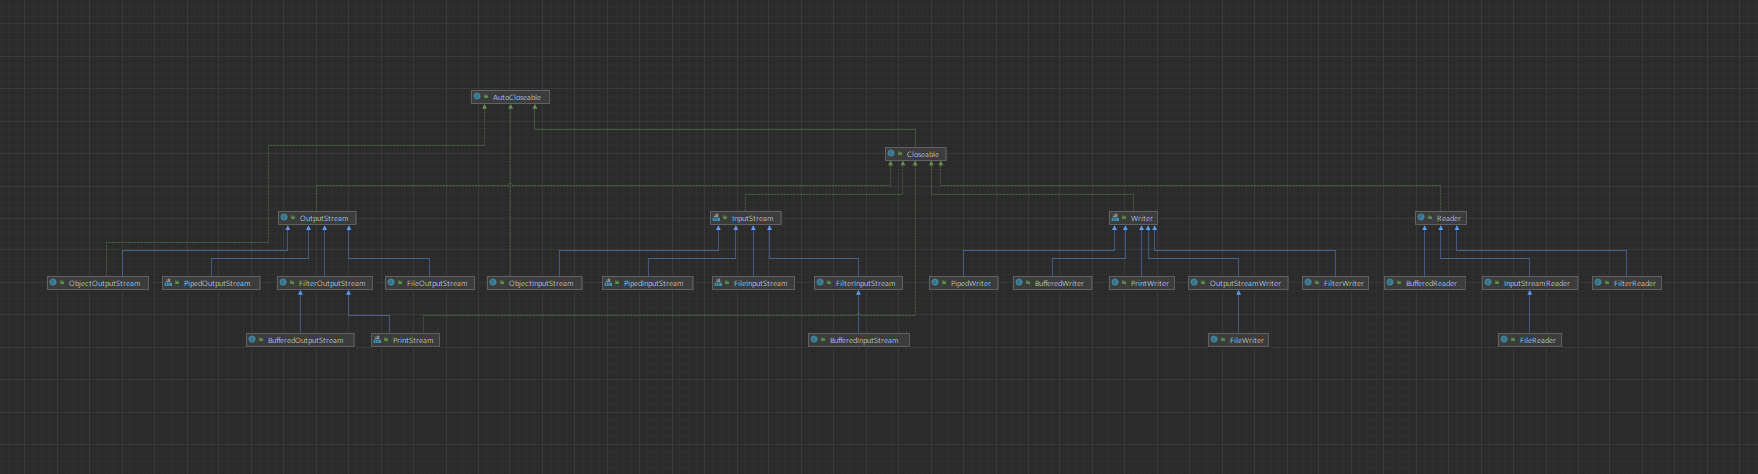 AutoCloseable
Closeable
OutputStream
InputStream
Writer
Reader
ObjectOutputStream
PipedOutputStream
FilterOutputStream
FileOutputStream
ObjectInputStream
PipedInputStream
FileInputStream
FilterInputStream
PipedWriter
BufferedWriter
PrintWriter
OutputStreamWriter
FilterWriter
BufferedReader
InputStreamReader
FilterReader
BufferedOutputStream
PrintStream
BufferedInputStream
FileWriter
FileReader